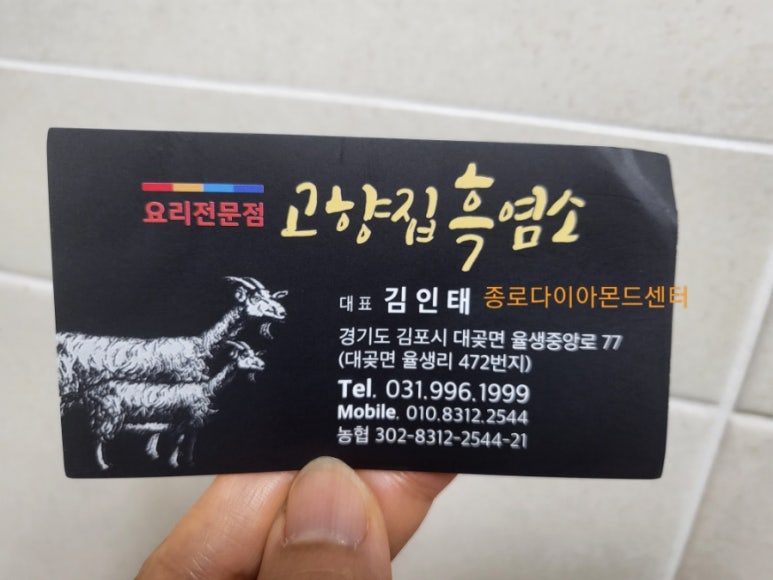 요리전문점 고향집 흑염소
대표 김인태 종로다이아몬드센터
경기도 김포시 대곶면 율생중앙로 77
(대곶면 율생리 472번지)
Tel. 031.996.1999
Mobile. 010.8312.2544
농협 302-8312-2544-21